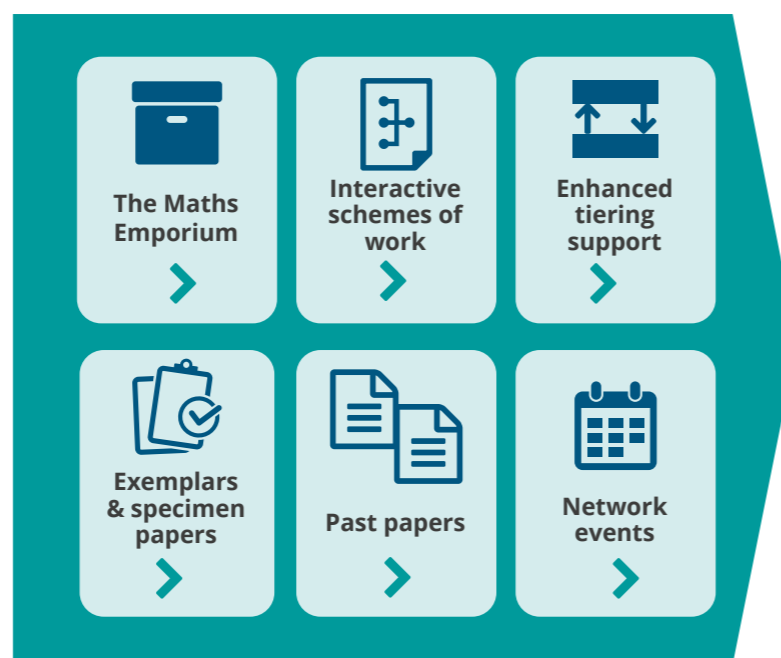 The Maths
Emporium
Interactive
schemes of
work
Enhanced
tiering
support
Exemplars
& specimen
papers
Past papers
Network
events